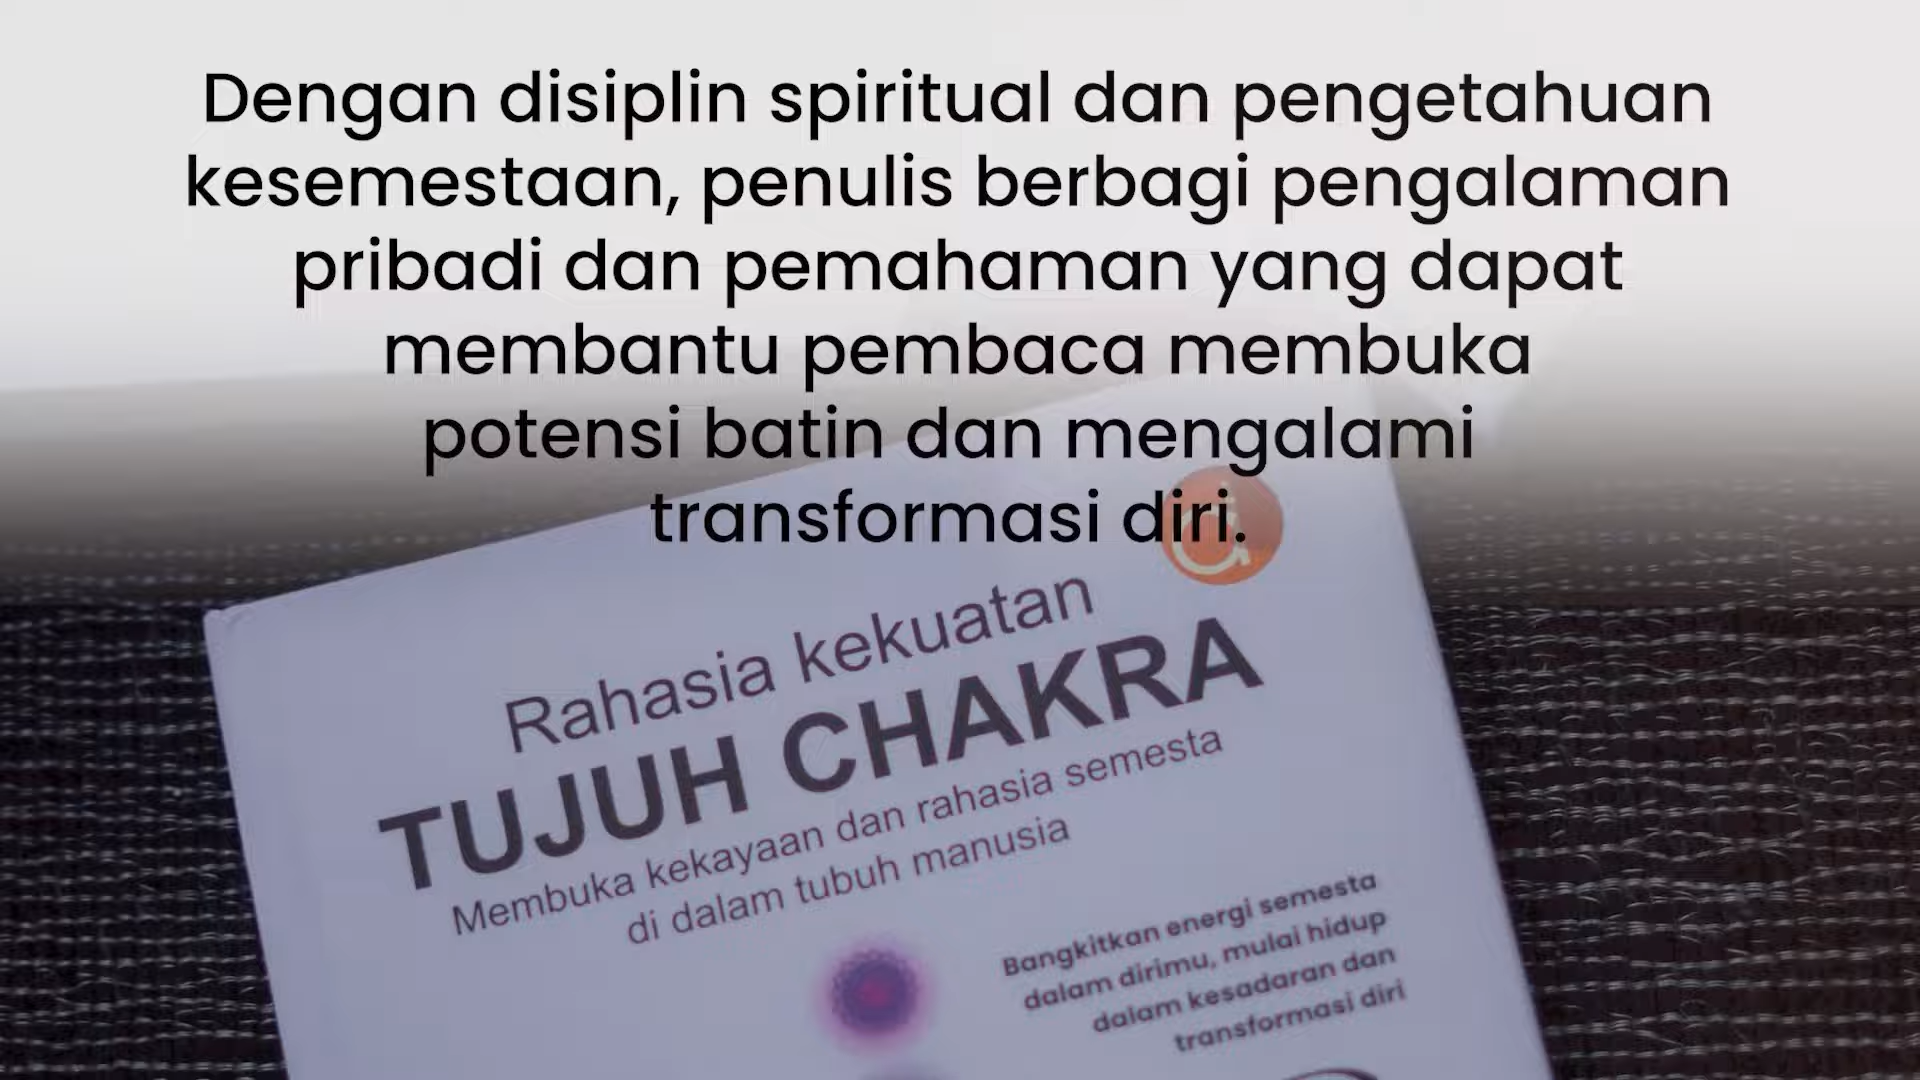 Dengan disiplin spiritual dan pengetahuan
kesemestaan, penulis berbagi pengalaman
pribadi dan pemahaman yang dapat
membantu pembaca membuka
potensi batin dan mengalami
transformasi diri.
Rahasia kekuatan
TUJUH CHAKRA
Membuka kekayaan dan rahasia semesta
di dalam tubuh manusia
Bangkitkan energi semesta
dalam dirimu, mulai hidup
dalam kesadaran dan
transformasi diri